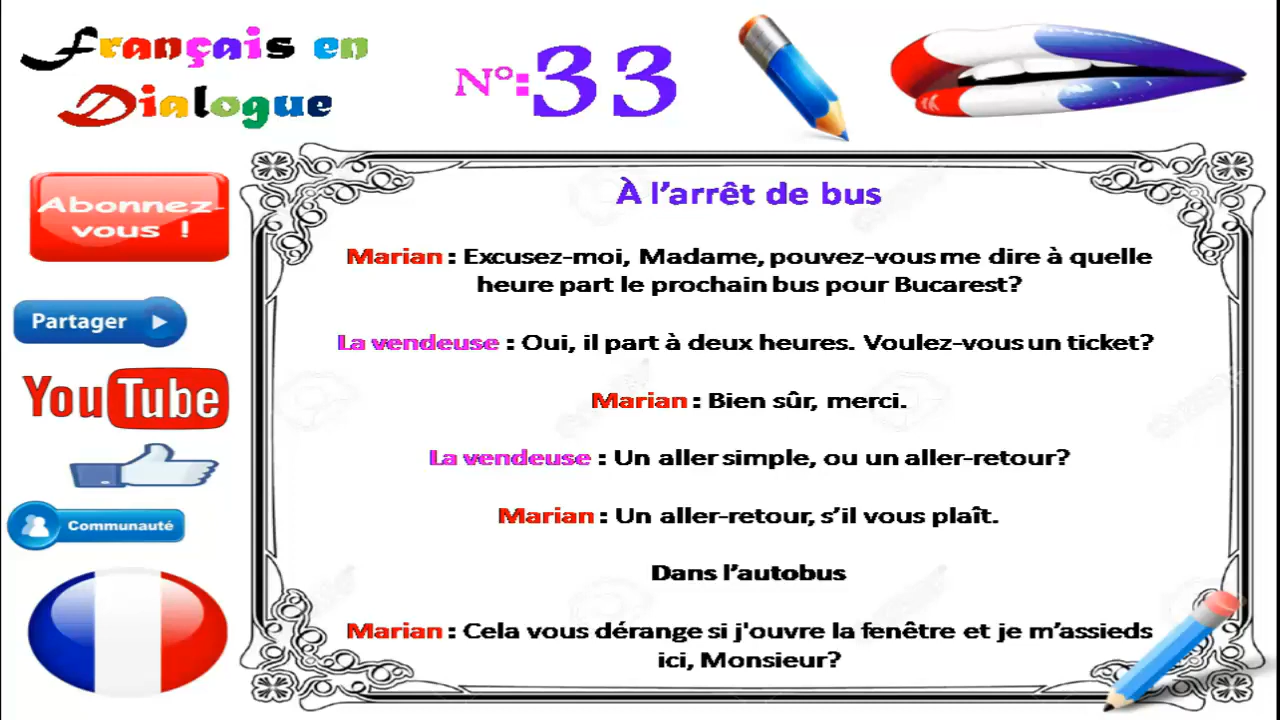 Français en
Dialogue
N°:33
Abonnez-
vous !
Partager
YouTube
Communauté
À l’arrêt de bus
Marian : Excusez-moi, Madame, pouvez-vous me dire à quelle
heure part le prochain bus pour Bucarest?
La vendeuse : Oui, il part à deux heures. Voulez-vous un ticket?
Marian : Bien sûr, merci.
La vendeuse : Un aller simple, ou un aller-retour?
Marian : Un aller-retour, s’il vous plaît.
Dans l’autobus
Marian : Cela vous dérange si j'ouvre la fenêtre et je m’assieds
ici, Monsieur?